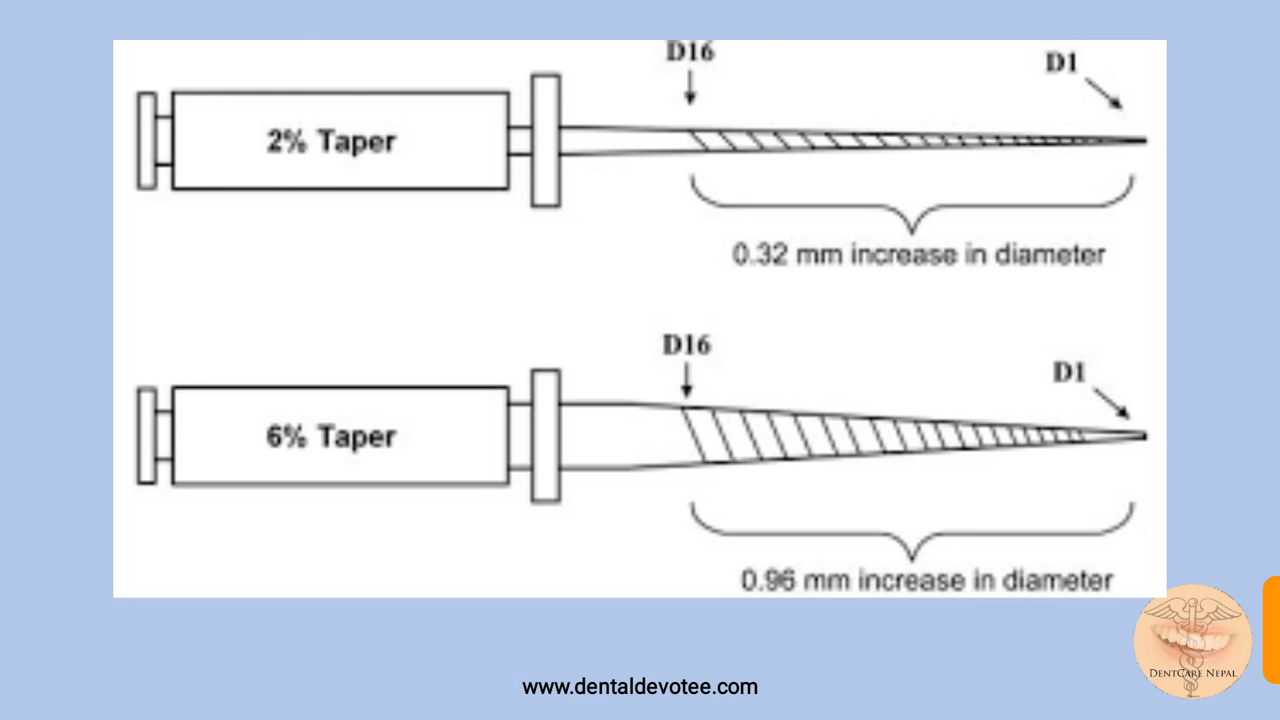 D16
D1
2% Taper
0.32 mm increase in diameter
D16
D1
6% Taper
0.96 mm increase in diameter
DENTCARE NEPAL
www.dentaldevotee.com